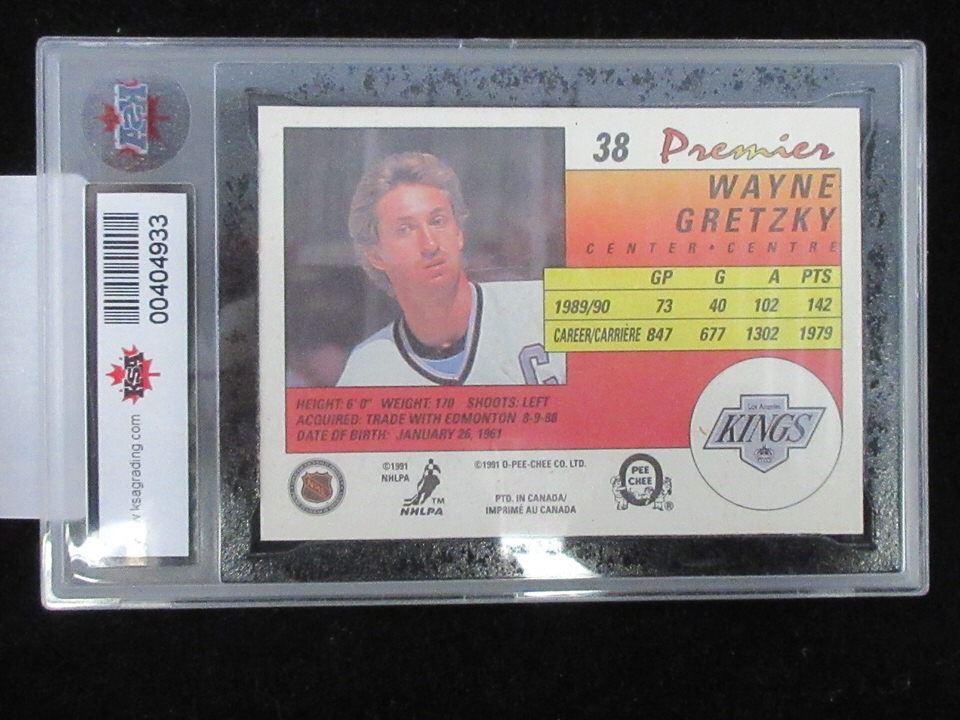 KSA
00404933
KSA
ksagrading.com
38 Premier
WAYNE
GRETZKY
CENTER • CENTRE
GP G A PTS
1989/90 73 40 102 142
CAREER/CARRIÈRE 847 677 1302 1979
HEIGHT: 6' 0" WEIGHT: 170 SHOOTS: LEFT
ACQUIRED: TRADE WITH EDMONTON 8-9-88
DATE OF BIRTH: JANUARY 26, 1961
C
Los Angeles
KINGS
NHL
©1991
NHLPA
NHLPA
TM
©1991 O-PEE-CHEE CO. LTD.
PTD. IN CANADA/
IMPRIMÉ AU CANADA
O
PEE
CHEE
®